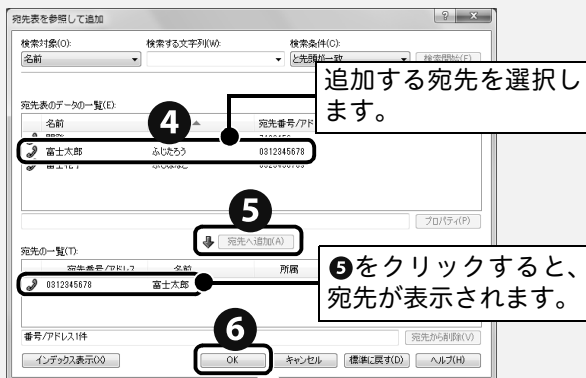 宛先表を参照して追加
検索対象(O): 検索する文字列(W): 検索条件(C):
名前 と先頭が一致 検索開始(F)
追加する宛先を選択し
ます。
宛先表のデータの一覧(E):
名前 宛先番号/アド
4
富士太郎 ふじたろう 0312345678
5
プロパティ(P)
宛先へ追加(A)
宛先の一覧(T):
宛先番号/アドレス 名前 所属
0312345678 富士太郎
❺をクリックすると、
宛先が表示されます。
6
番号/アドレス1件 宛先から削除(V)
インデックス表示(X) OK キャンセル 標準に戻す(D) ヘルプ(H)